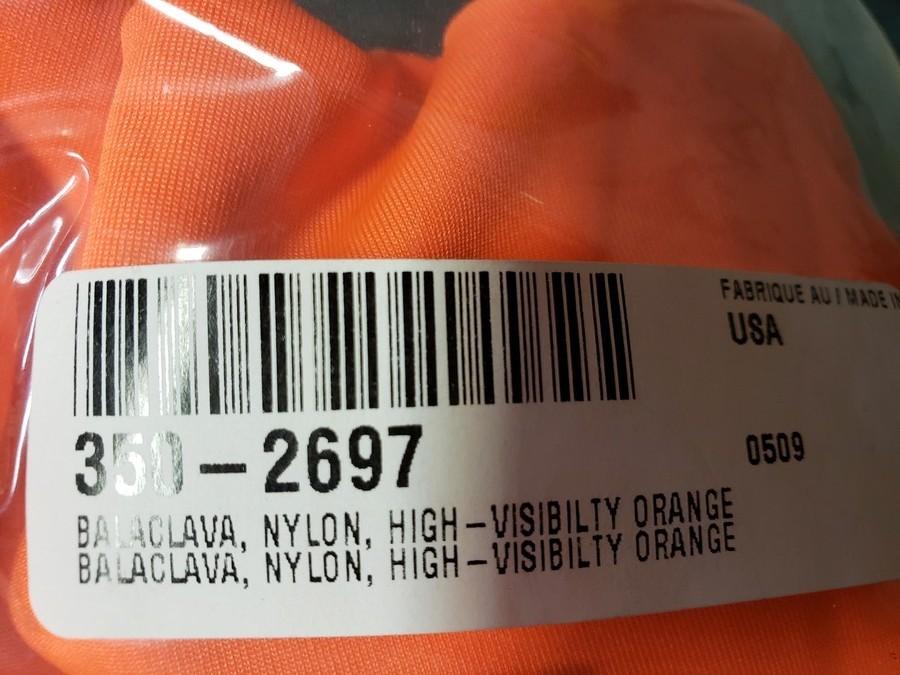 FABRIQUE AU / MADE IN
USA
350-2697
0509
BALACLAVA, NYLON, HIGH-VISIBILTY ORANGE
BALACLAVA, NYLON, HIGH-VISIBILTY ORANGE